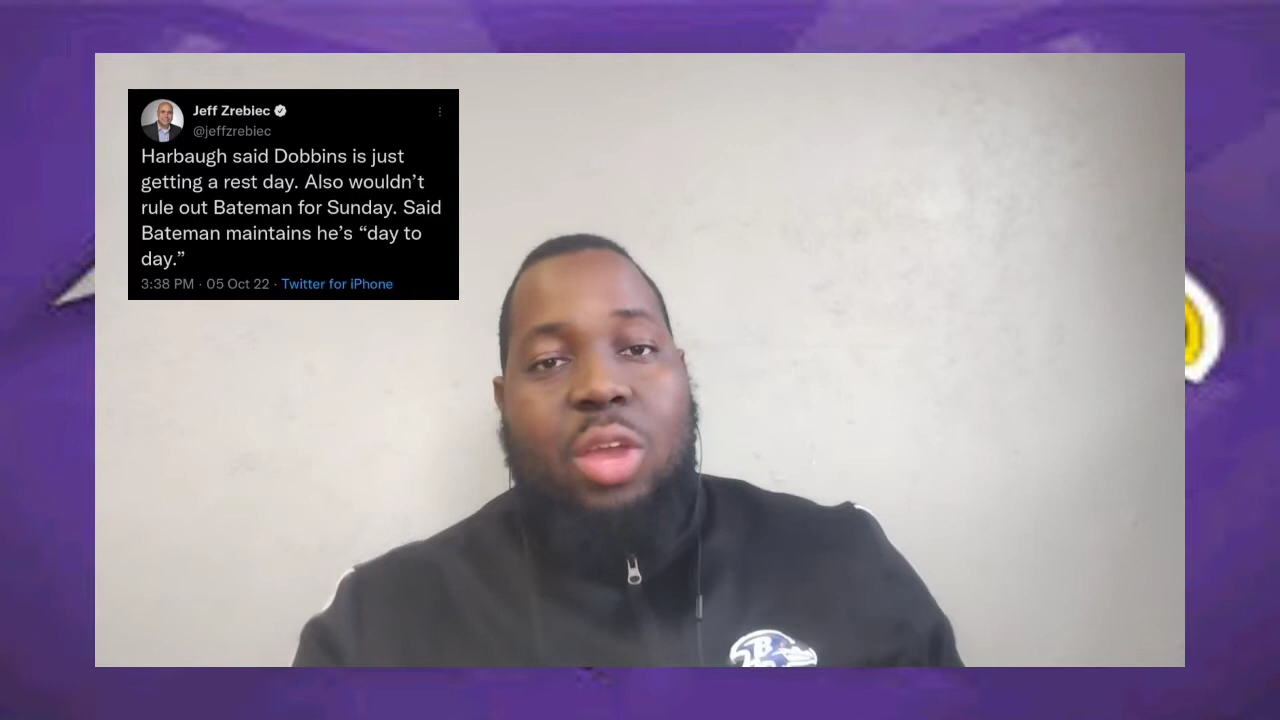 Jeff Zrebiec
@jeffzrebiec
Harbaugh said Dobbins is just
getting a rest day. Also wouldn’t
rule out Bateman for Sunday. Said
Bateman maintains he’s “day to
day.”
3:38 PM · 05 Oct 22 · Twitter for iPhone
B